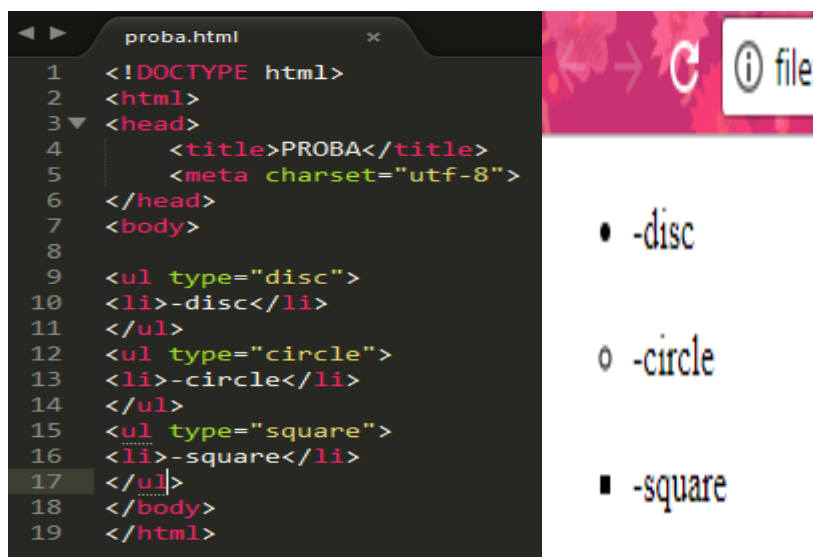 proba.html
1 <!DOCTYPE html>
2 <html>
3 <head>
4 <title>PROBA</title>
5 <meta charset="utf-8">
6 </head>
7 <body>
8
9 <ul type="disc">
10 <li>-disc</li>
11 </ul>
12 <ul type="circle">
13 <li>-circle</li>
14 </ul>
15 <ul type="square">
16 <li>-square</li>
17 </ul>
18 </body>
19 </html>
file
-disc
-circle
-square